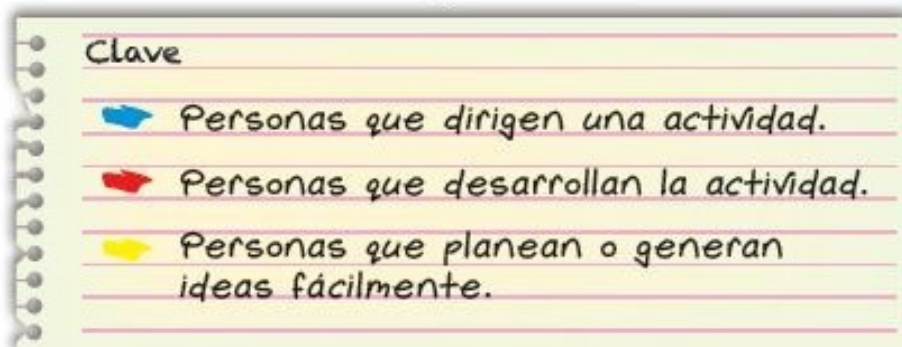 Clave
Personas que dirigen una actividad.
Personas que desarrollan la actividad.
Personas que planean o generan
ideas fácilmente.